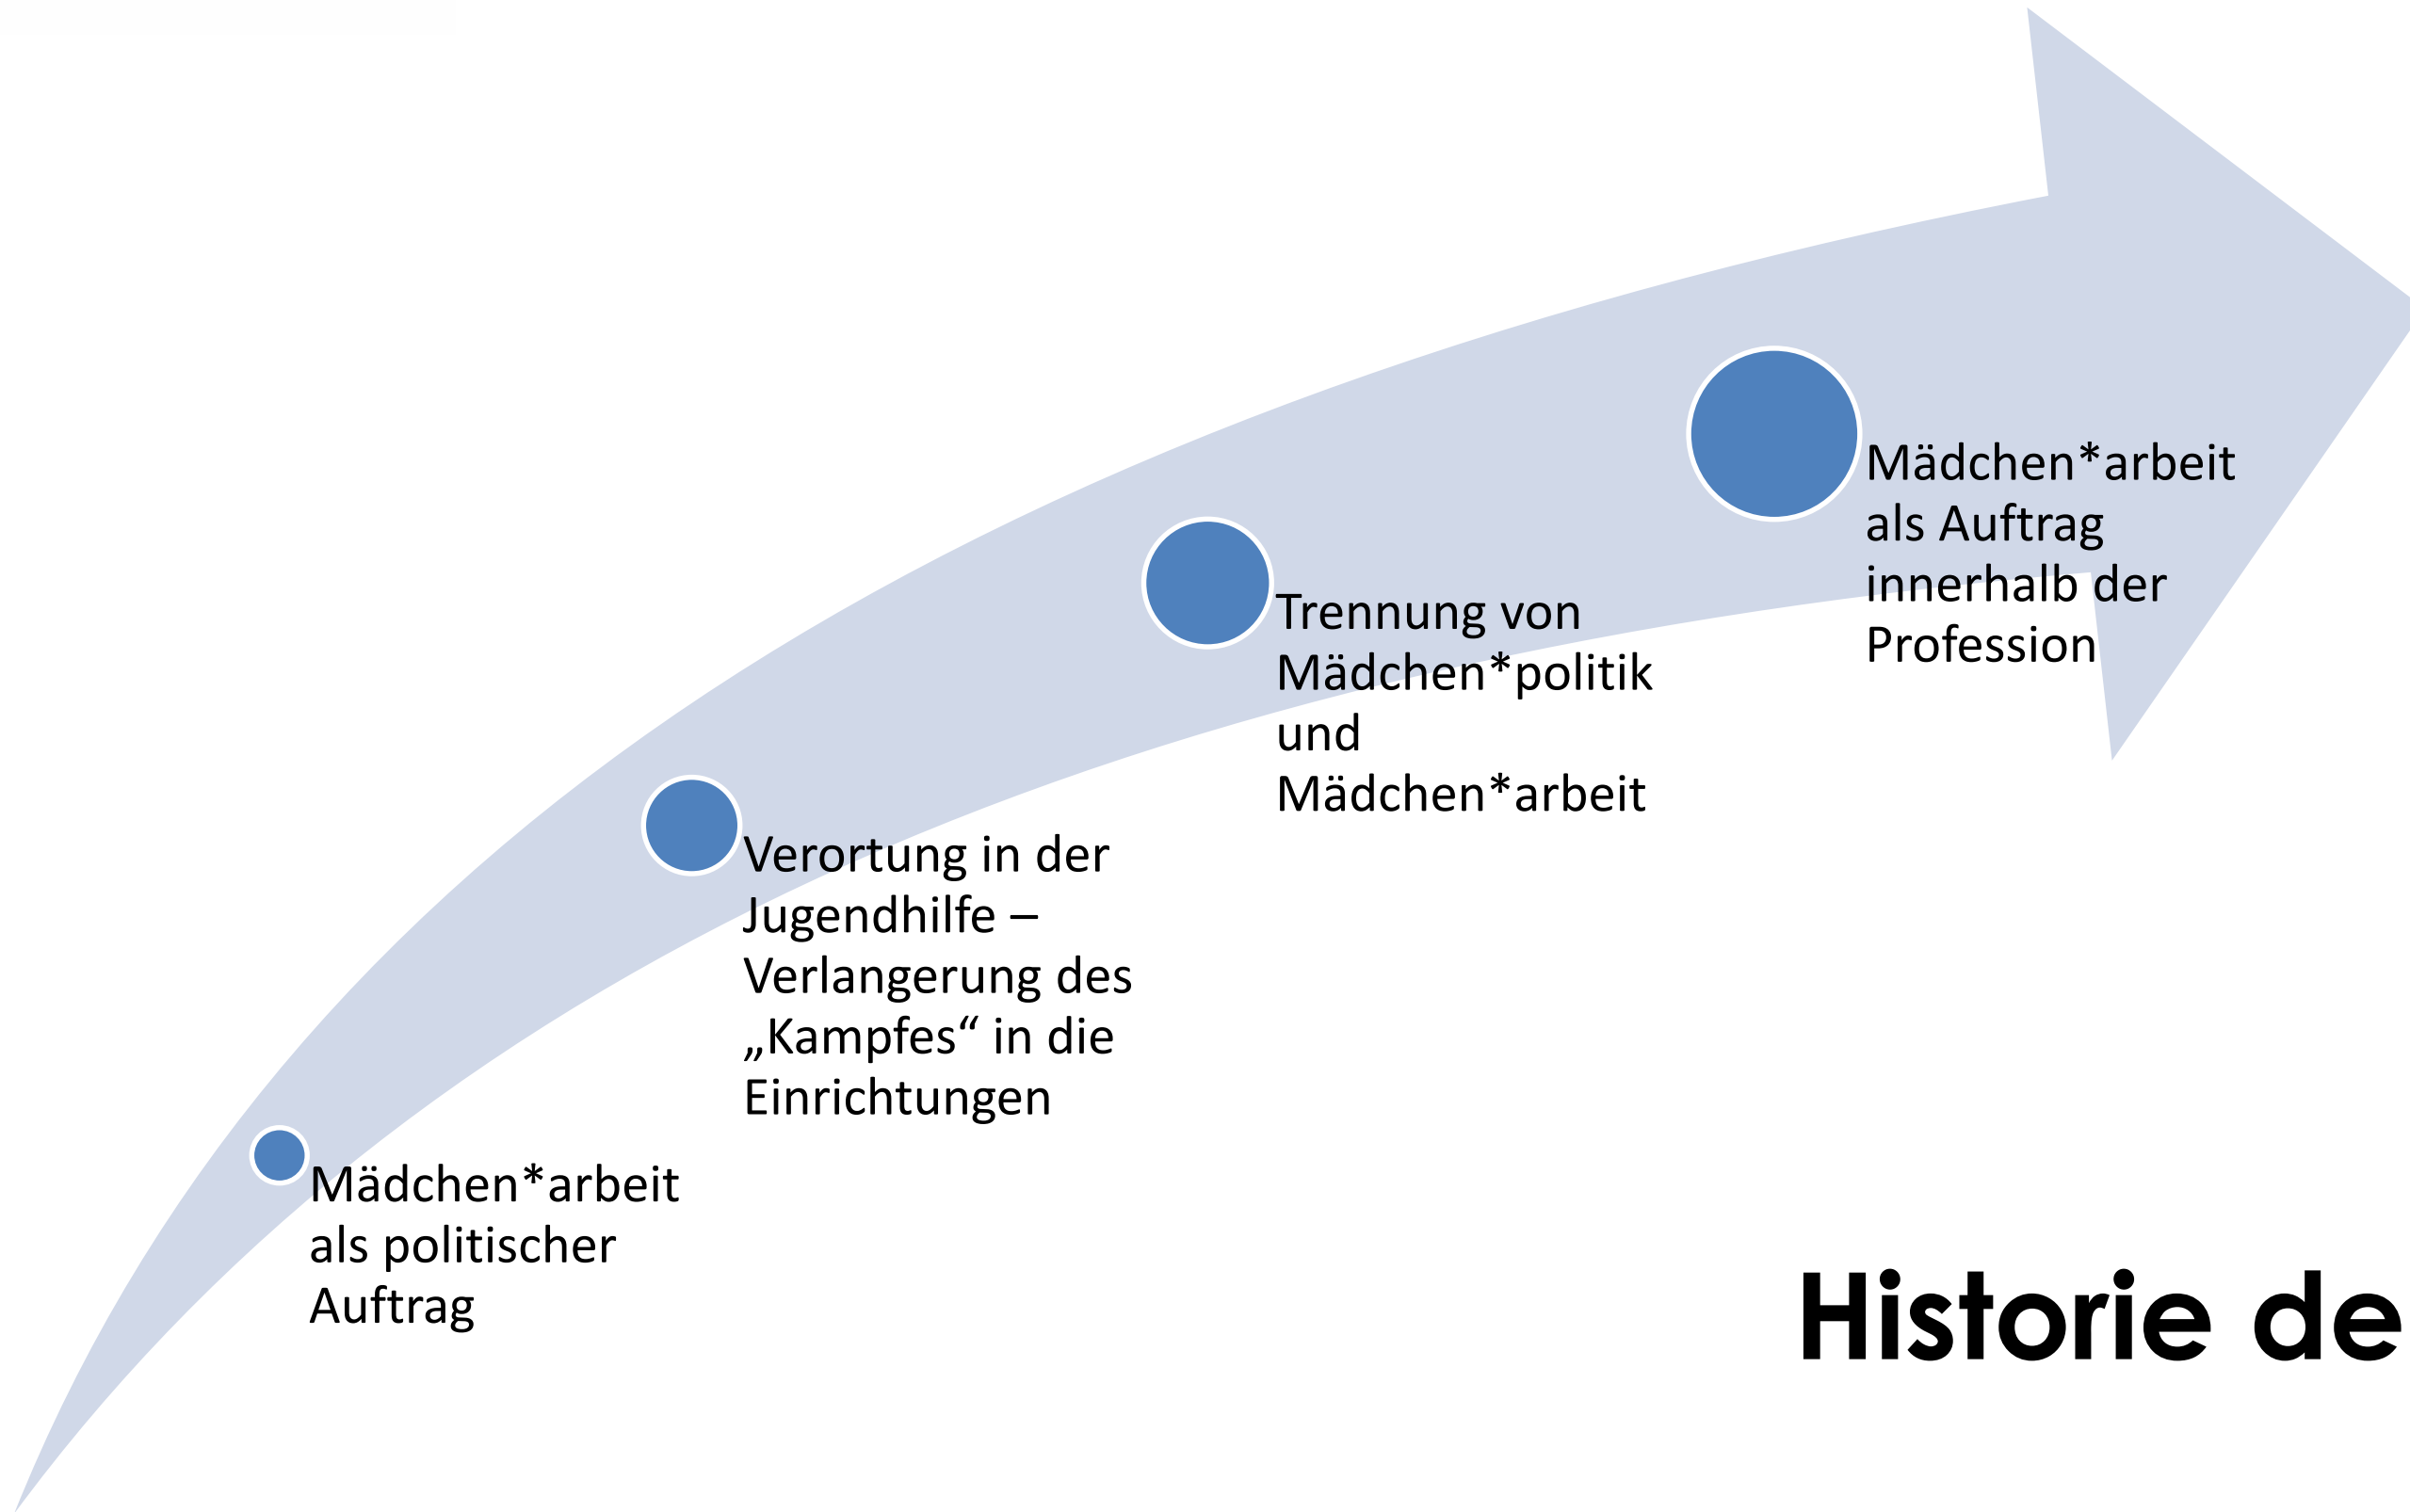 Mädchen*arbeit
als politischer
Auftrag
Verortung in der
Jugendhilfe –
Verlangerung des
„Kampfes“ in die
Einrichtungen
Trennung von
Mädchen*politik
und
Mädchen*arbeit
Mädchen*arbeit
als Auftrag
innerhalb der
Profession
Historie de